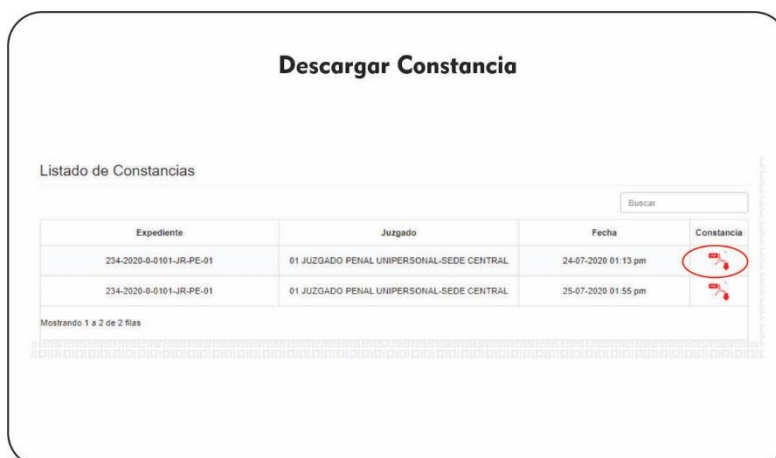 Descargar Constancia
Listado de Constancias
Buscar
Expediente Juzgado Fecha Constancia
234-2020-0-0101-JR-PE-01 01 JUZGADO PENAL UNIPERSONAL-SEDE CENTRAL 24-07-2020 01:13 pm
234-2020-0-0101-JR-PE-01 01 JUZGADO PENAL UNIPERSONAL-SEDE CENTRAL 25-07-2020 01:55 pm
Mostrando 1 a 2 de 2 filas